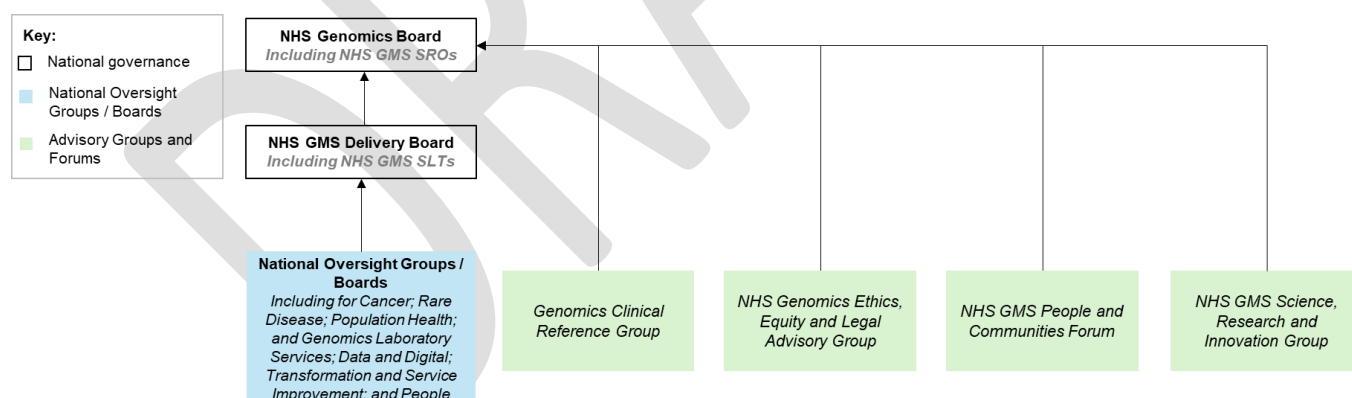 Key:
National governance
National Oversight
Groups / Boards
Advisory Groups and
Forums
NHS Genomics Board
Including NHS GMS SROs
NHS GMS Delivery Board
Including NHS GMS SLTs
National Oversight Groups /
Boards
Including for Cancer; Rare
Disease; Population Health;
and Genomics Laboratory
Services; Data and Digital;
Transformation and Service
Improvement; and People
Genomics Clinical
Reference Group
NHS Genomics Ethics,
Equity and Legal
Advisory Group
NHS GMS People and
Communities Forum
NHS GMS Science,
Research and
Innovation Group